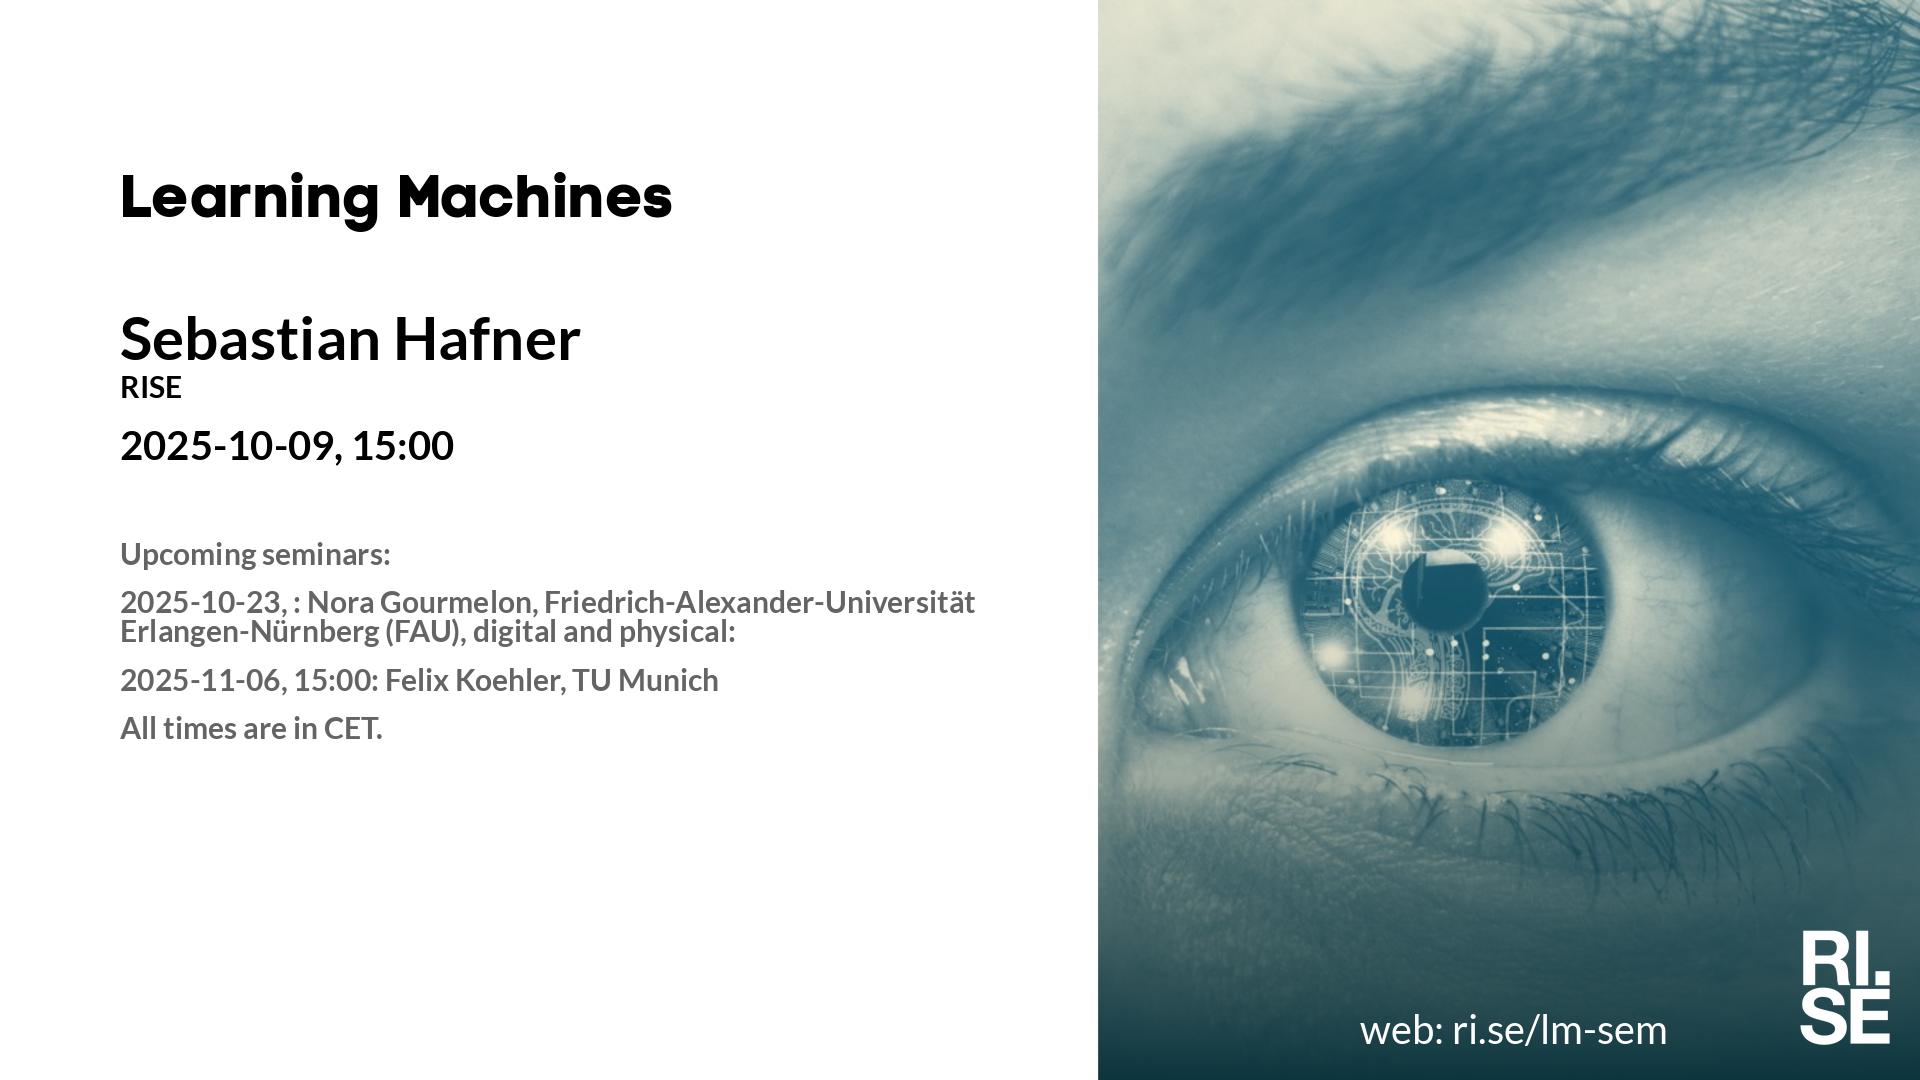 Learning Machines
Sebastian Hafner
RISE
2025-10-09, 15:00
Upcoming seminars:
2025-10-23, : Nora Gourmelon, Friedrich-Alexander-Universität
Erlangen-Nürnberg (FAU), digital and physical:
2025-11-06, 15:00: Felix Koehler, TU Munich
All times are in CET.
web: ri.se/lm-sem
RI.
SE